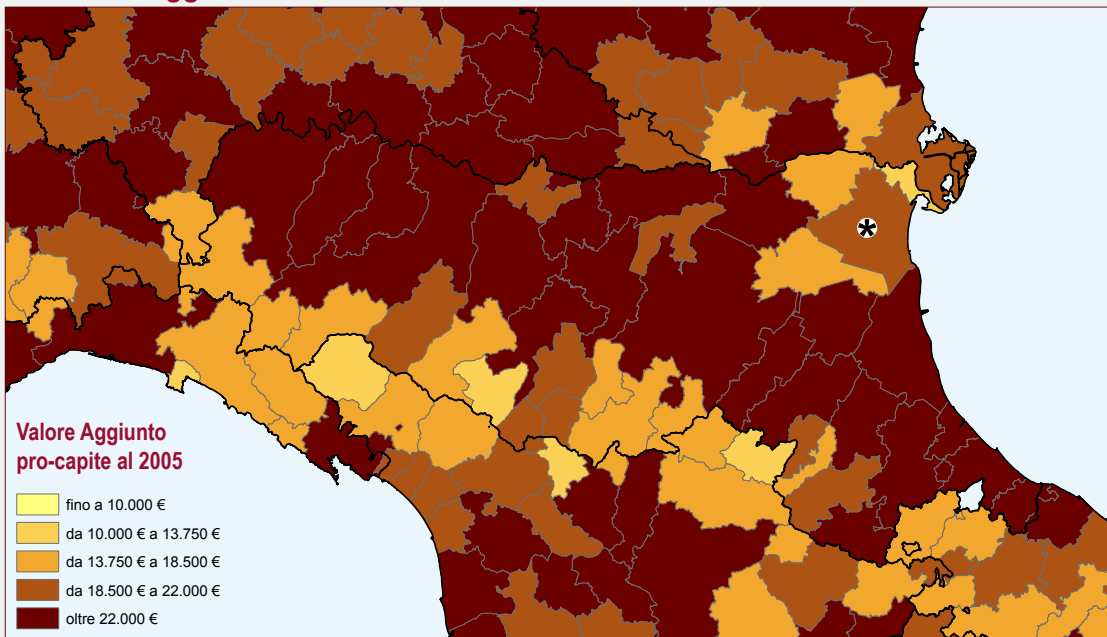 Valore Aggiunto
pro-capite al 2005
fino a 10.000 €
da 10.000 € a 13.750 €
da 13.750 € a 18.500 €
da 18.500 € a 22.000 €
oltre 22.000 €
*